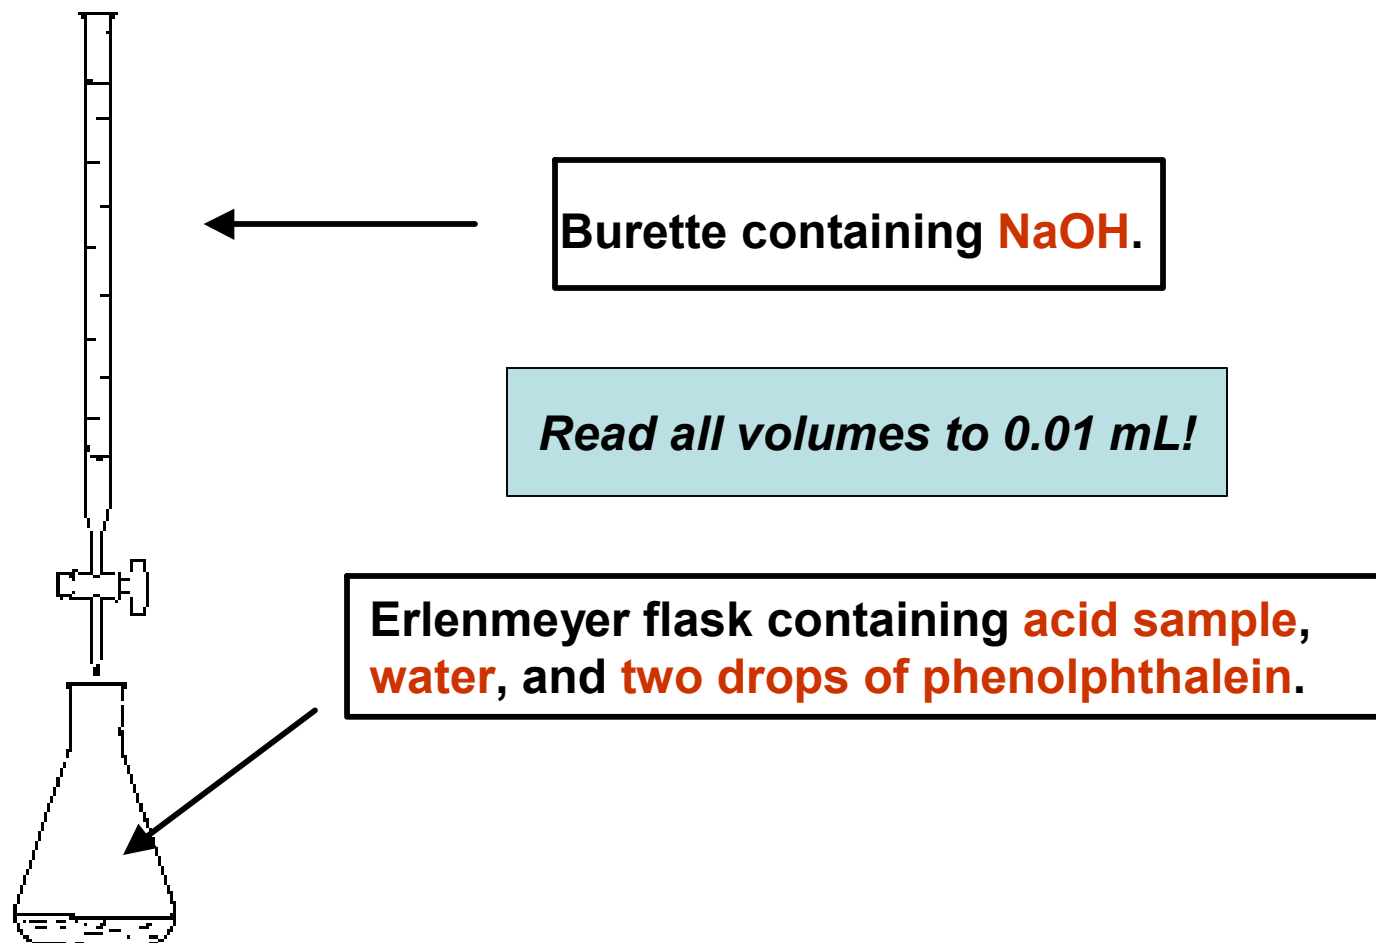 Burette containing NaOH.
Read all volumes to 0.01 mL!
Erlenmeyer flask containing acid sample,
water, and two drops of phenolphthalein.